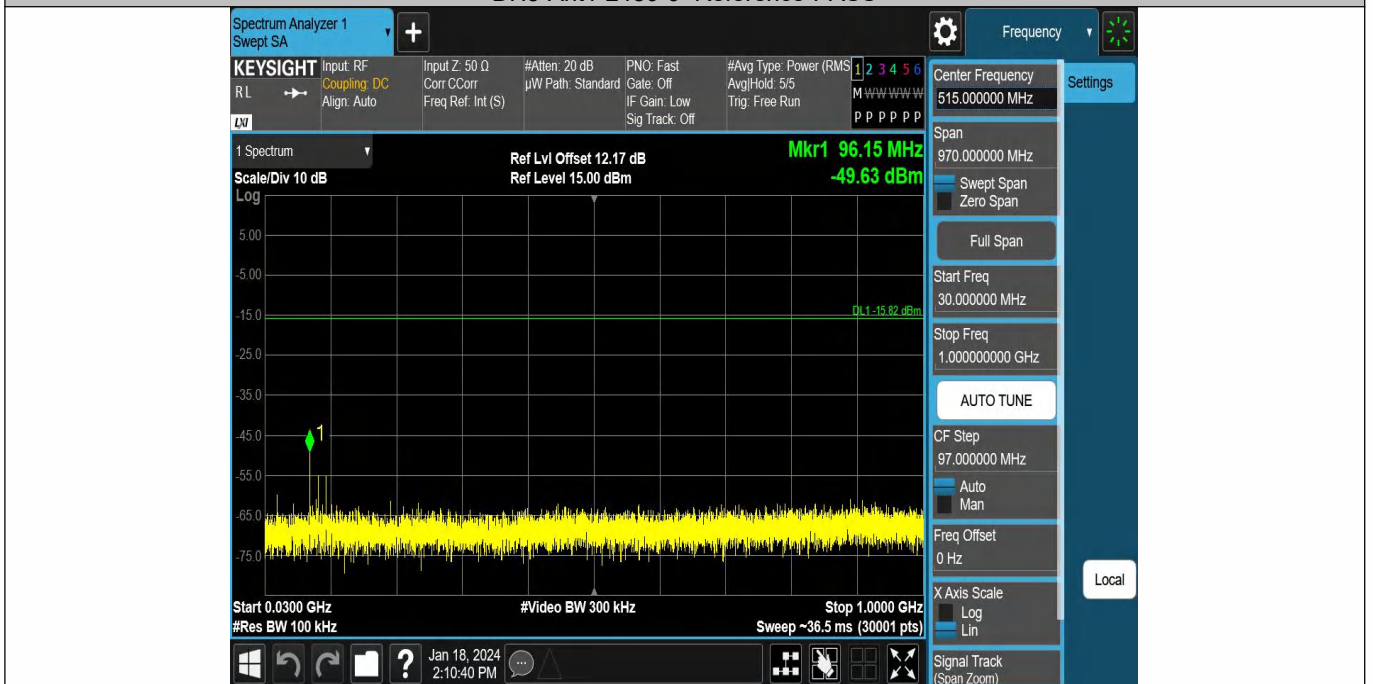 Spectrum Analyzer 1
Swept SA
+
Frequency
KEYSIGHT
RL
LXI
Input: RF
Coupling: DC
Align: Auto
Input Z: 50 Ω
Corr CCorr
Freq Ref: Int (S)
#Atten: 20 dB
µW Path: Standard
PNO: Fast
Gate: Off
IF Gain: Low
Sig Track: Off
#Avg Type: Power (RMS
Avg|Hold: 5/5
Trig: Free Run
1 2 3 4 5 6
M W W W W W
P P P P P P
1 Spectrum
Scale/Div 10 dB
Ref Lvl Offset 12.17 dB
Ref Level 15.00 dBm
Mkr1 96.15 MHz
-49.63 dBm
Log
5.00
-5.00
-15.0
-25.0
-35.0
-45.0
-55.0
-65.0
-75.0
DL1 -15.82 dBm
1
Start 0.0300 GHz
#Res BW 100 kHz
#Video BW 300 kHz
Stop 1.0000 GHz
Sweep ~36.5 ms (30001 pts)
Center Frequency
515.000000 MHz
Settings
Span
970.000000 MHz
Swept Span
Zero Span
Full Span
Start Freq
30.000000 MHz
Stop Freq
1.000000000 GHz
AUTO TUNE
CF Step
97.000000 MHz
Auto
Man
Freq Offset
0 Hz
X Axis Scale
Log
Lin
Local
Signal Track
(Span Zoom)
?
Jan 18, 2024
2:10:40 PM